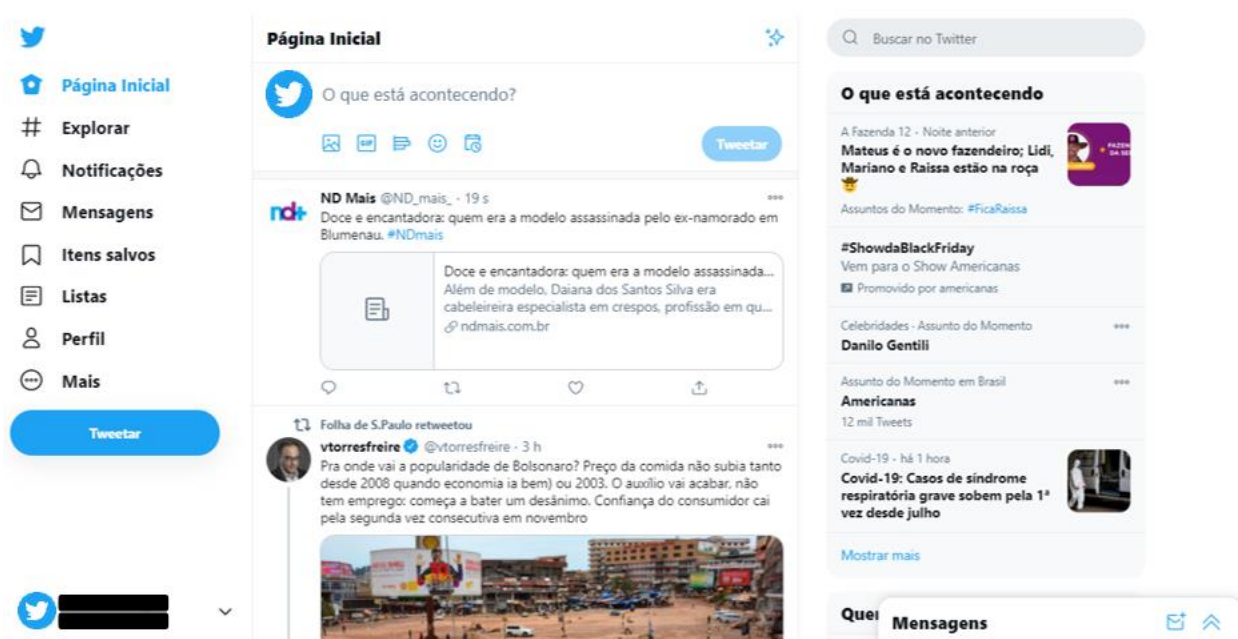 Página Inicial
Explorar
Notificações
Mensagens
Itens salvos
Listas
Perfil
Mais
Tweetar
Página Inicial
O que está acontecendo?
GIF
Tweetar
nd+
ND Mais @ND_mais_ · 19 s
Doce e encantadora: quem era a modelo assassinada pelo ex-namorado em
Blumenau. #NDmais
Doce e encantadora: quem era a modelo assassinada...
Além de modelo, Daiana dos Santos Silva era
cabeleireira especialista em crespos, profissão em qu...
ndmais.com.br
Folha de S.Paulo retweetou
vtorresfreire @vtorresfreire · 3 h
Pra onde vai a popularidade de Bolsonaro? Preço da comida não subia tanto
desde 2008 quando economia ia bem) ou 2003. O auxílio vai acabar, não
tem emprego: começa a bater um desânimo. Confiança do consumidor cai
pela segunda vez consecutiva em novembro
Buscar no Twitter
O que está acontecendo
A Fazenda 12 · Noite anterior
Mateus é o novo fazendeiro; Lidi,
Mariano e Raissa estão na roça
🤠
Assuntos do Momento: #FicaRaissa
#ShowdaBlackFriday
Vem para o Show Americanas
Promovido por americanas
Celebridades · Assunto do Momento
Danilo Gentili
Assunto do Momento em Brasil
Americanas
12 mil Tweets
Covid-19 · há 1 hora
Covid-19: Casos de síndrome
respiratória grave sobem pela 1ª
vez desde julho
Mostrar mais
Mensagens